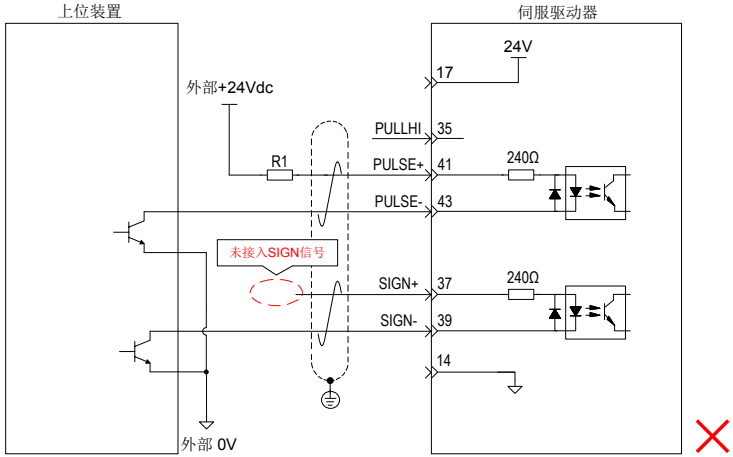 上位装置
伺服驱动器
24V
17
外部+24Vdc
PULLHI 35
R1
PULSE+ 41
240Ω
PULSE- 43
未接入SIGN信号
SIGN+ 37
240Ω
SIGN- 39
14
外部 0V